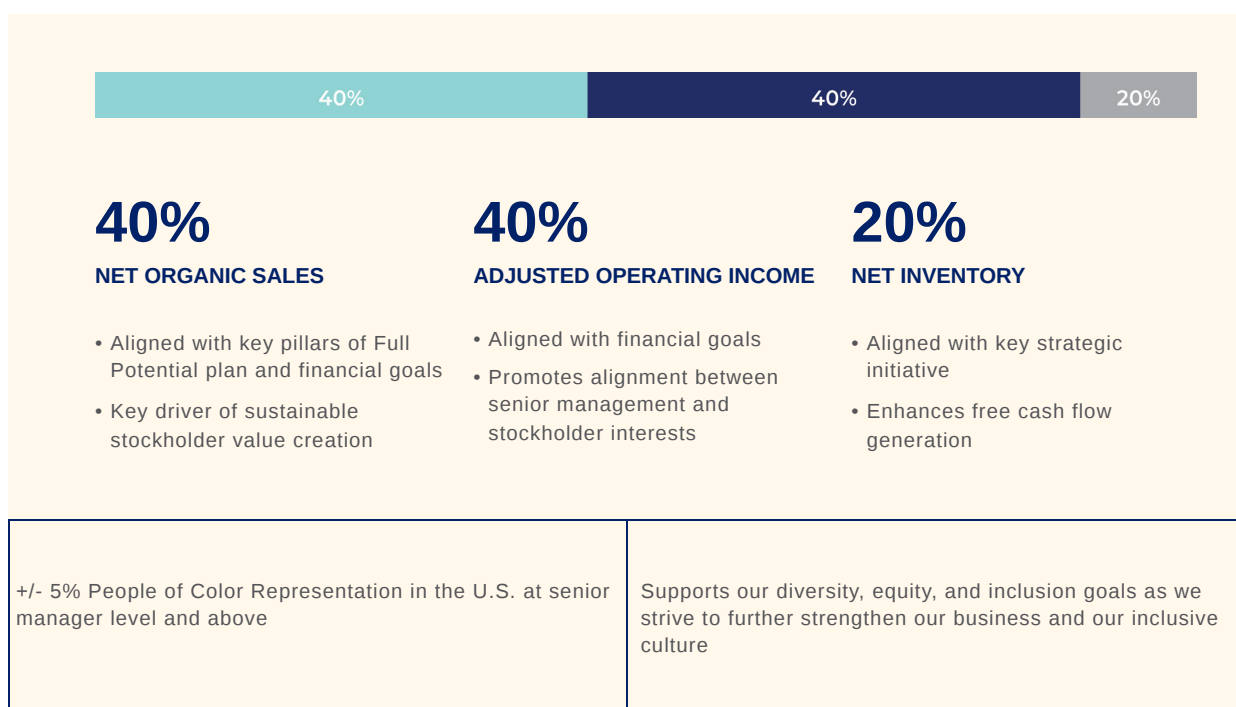 40% 40% 20%
40%
NET ORGANIC SALES
• Aligned with key pillars of Full
Potential plan and financial goals
• Key driver of sustainable
stockholder value creation
40%
ADJUSTED OPERATING INCOME
• Aligned with financial goals
• Promotes alignment between
senior management and
stockholder interests
20%
NET INVENTORY
• Aligned with key strategic
initiative
• Enhances free cash flow
generation
+/- 5% People of Color Representation in the U.S. at senior
manager level and above
Supports our diversity, equity, and inclusion goals as we
strive to further strengthen our business and our inclusive
culture